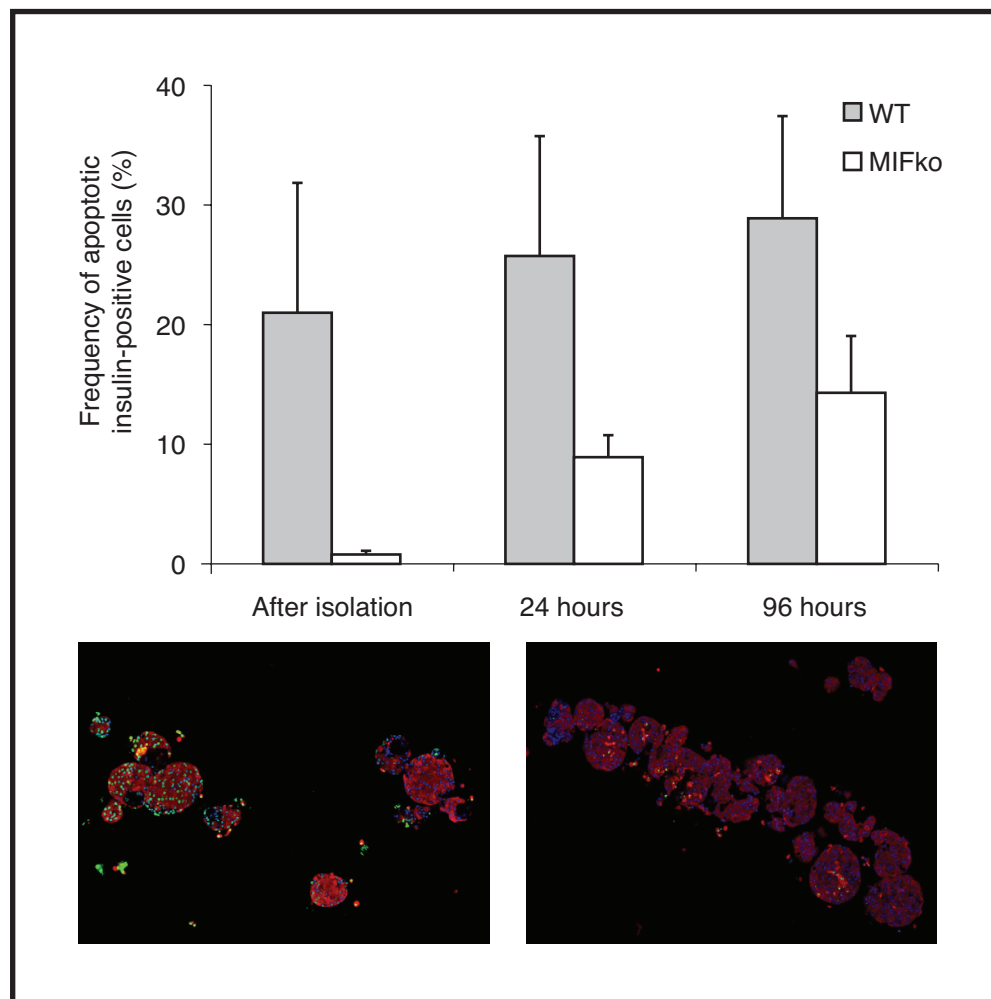 40
30
20
10
0
Frequency of apoptotic
insulin-positive cells (%)
WT
MIFko
After isolation
24 hours
96 hours